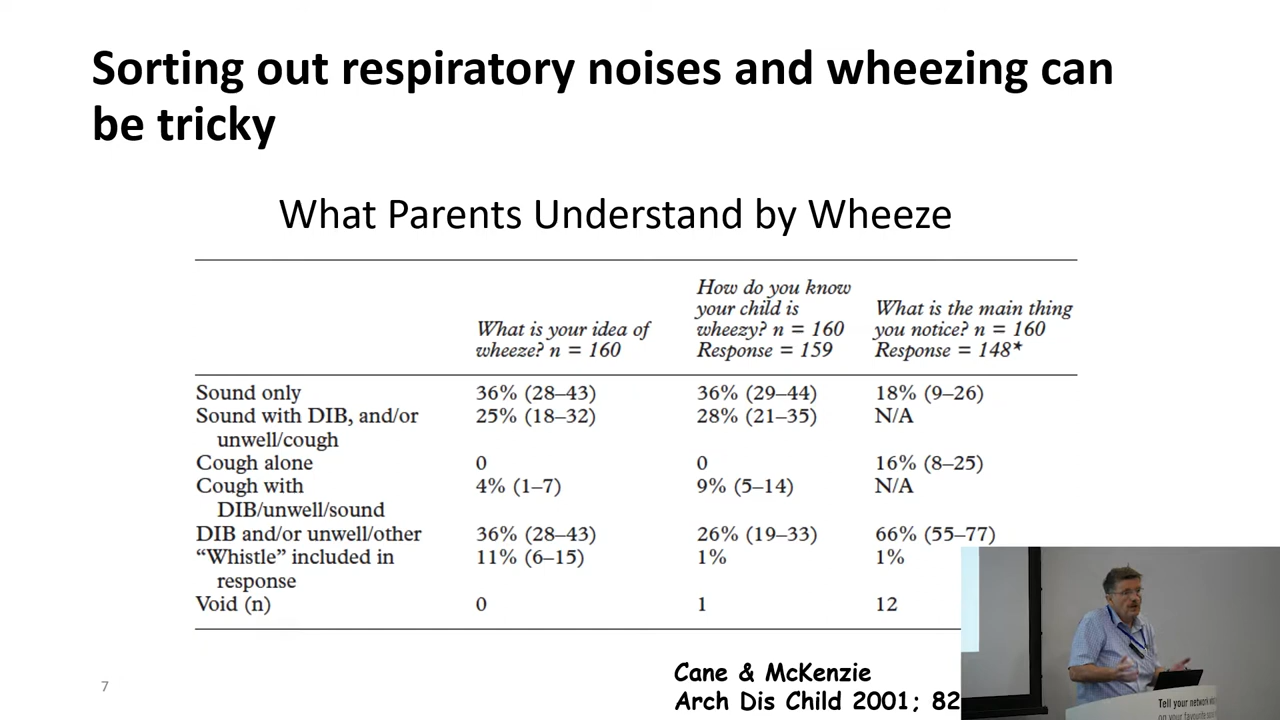 Sorting out respiratory noises and wheezing can
be tricky
What Parents Understand by Wheeze
What is your idea of
wheeze? n = 160
How do you know
your child is
wheezy? n = 160
Response = 159
What is the main thing
you notice? n = 160
Response = 148*
Sound only 36% (28–43) 36% (29–44) 18% (9–26)
Sound with DIB, and/or 25% (18–32) 28% (21–35) N/A
unwell/cough
Cough alone 0 0 16% (8–25)
Cough with 4% (1–7) 9% (5–14) N/A
DIB/unwell/sound
DIB and/or unwell/other 36% (28–43) 26% (19–33) 66% (55–77)
“Whistle” included in 11% (6–15) 1% 1%
response
Void (n) 0 1 12
Cane & McKenzie
Arch Dis Child 2001; 82
7
Tell your network
on your favourite